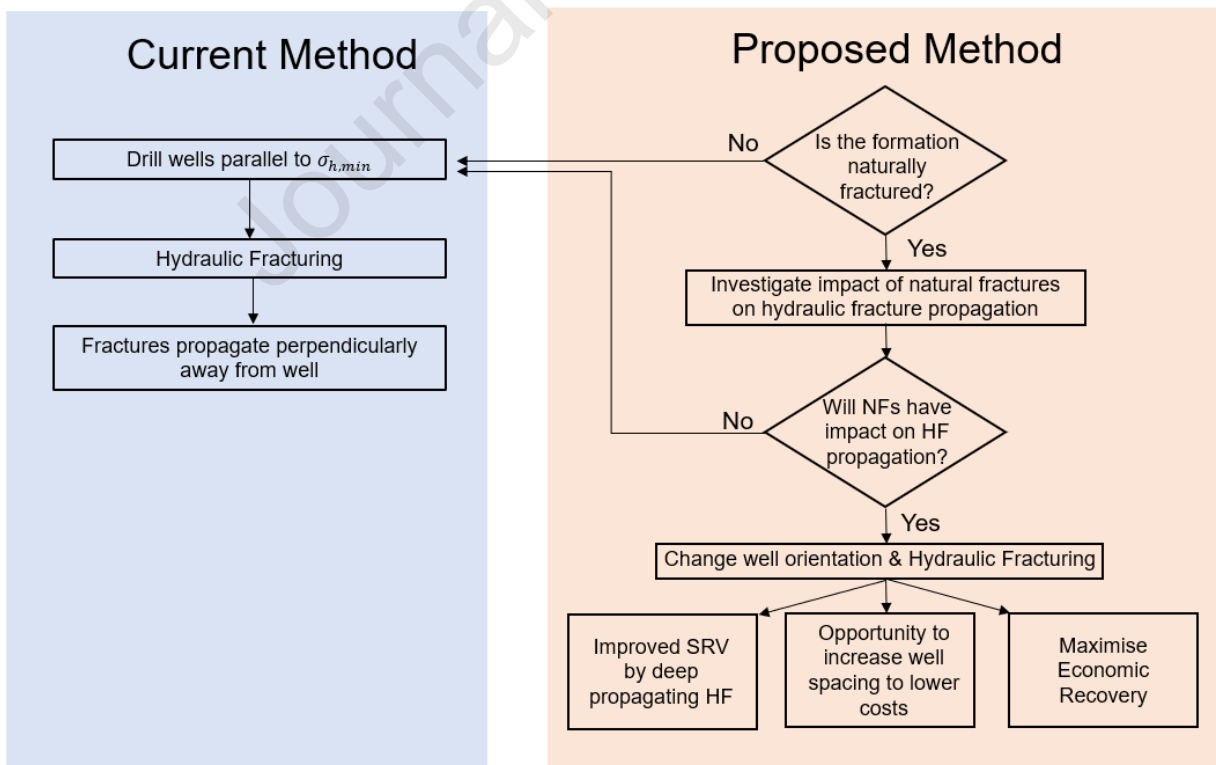 Current Method
Drill wells parallel to σh,min
Hydraulic Fracturing
Fractures propagate perpendicularly
away from well
Proposed Method
Is the formation
naturally
fractured?
No
Yes
Investigate impact of natural fractures
on hydraulic fracture propagation
Will NFs have
impact on HF
propagation?
No
Yes
Change well orientation & Hydraulic Fracturing
Improved SRV
by deep
propagating HF
Opportunity to
increase well
spacing to lower
costs
Maximise
Economic
Recovery
Journal